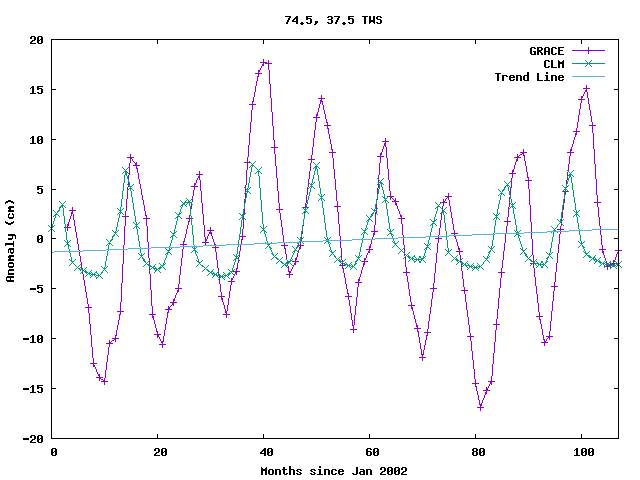 74.5, 37.5 TWS
GRACE
CLM
Trend Line
Anomaly (cm)
20
15
10
5
0
-5
-10
-15
-20
0 20 40 60 80 100
Months since Jan 2002